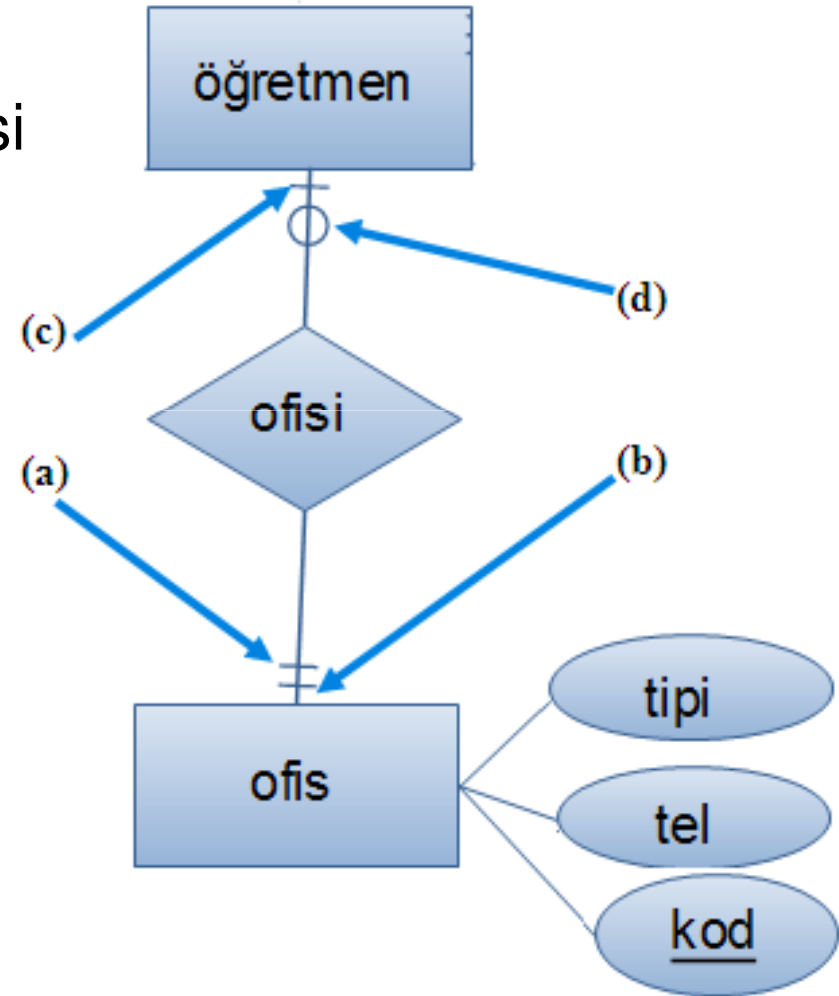 öğretmen
si
(d)
(c)
ofisi
(a)
(b)
tipi
ofis
tel
kod